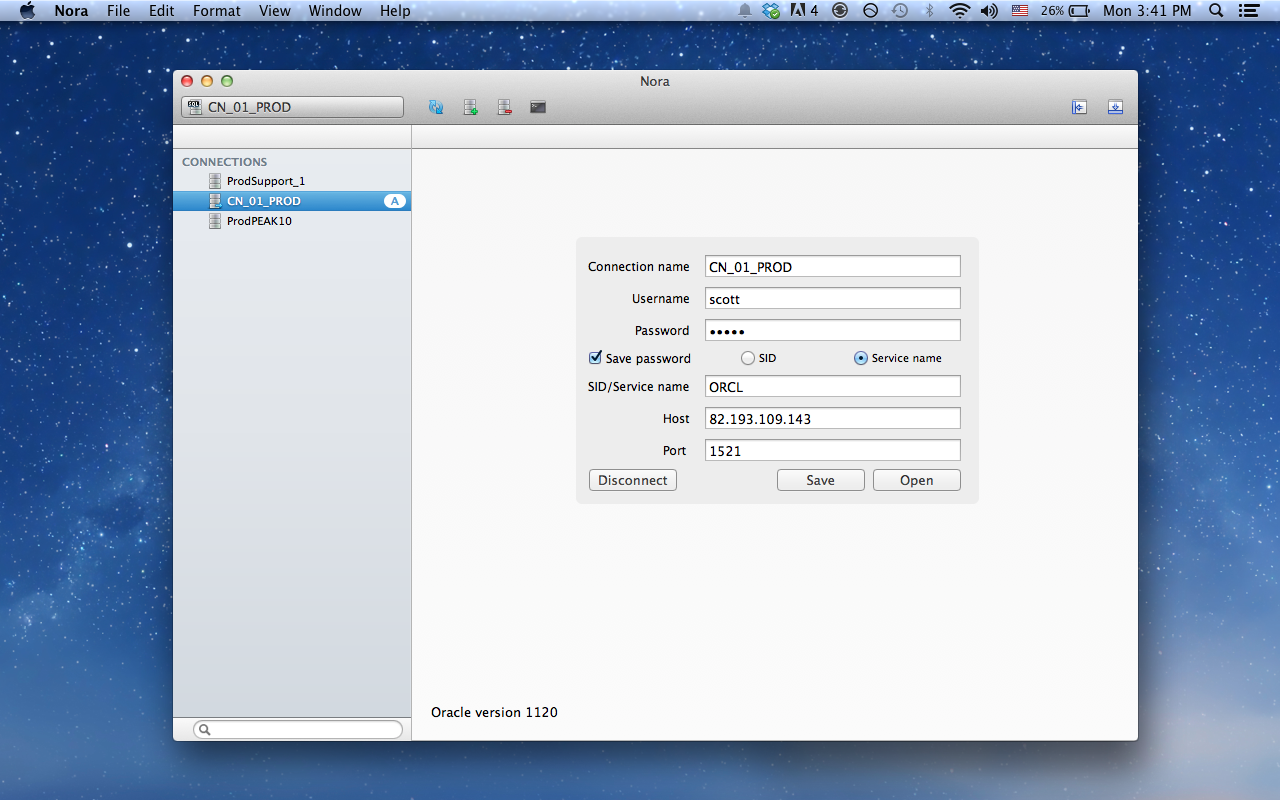 Nora File Edit Format View Window Help 4 26% Mon 3:41 PM
Nora
SQL CN_01_PROD
CONNECTIONS
ProdSupport_1
CN_01_PROD A
ProdPEAK10
Connection name CN_01_PROD
Username scott
Password •••••
Save password SID Service name
SID/Service name ORCL
Host 82.193.109.143
Port 1521
Disconnect Save Open
Oracle version 1120